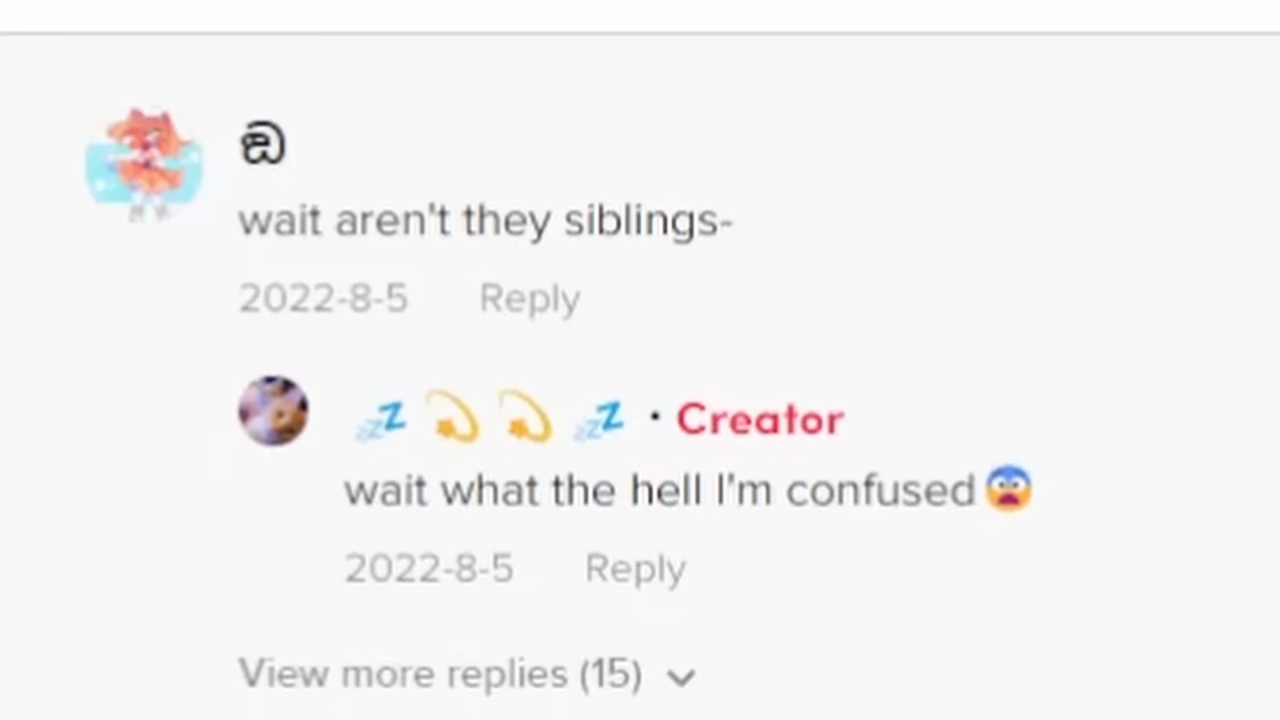 ඞ
wait aren't they siblings-
2022-8-5 Reply
💤 💫 💫 💤 · Creator
wait what the hell I'm confused😨
2022-8-5 Reply
View more replies (15)